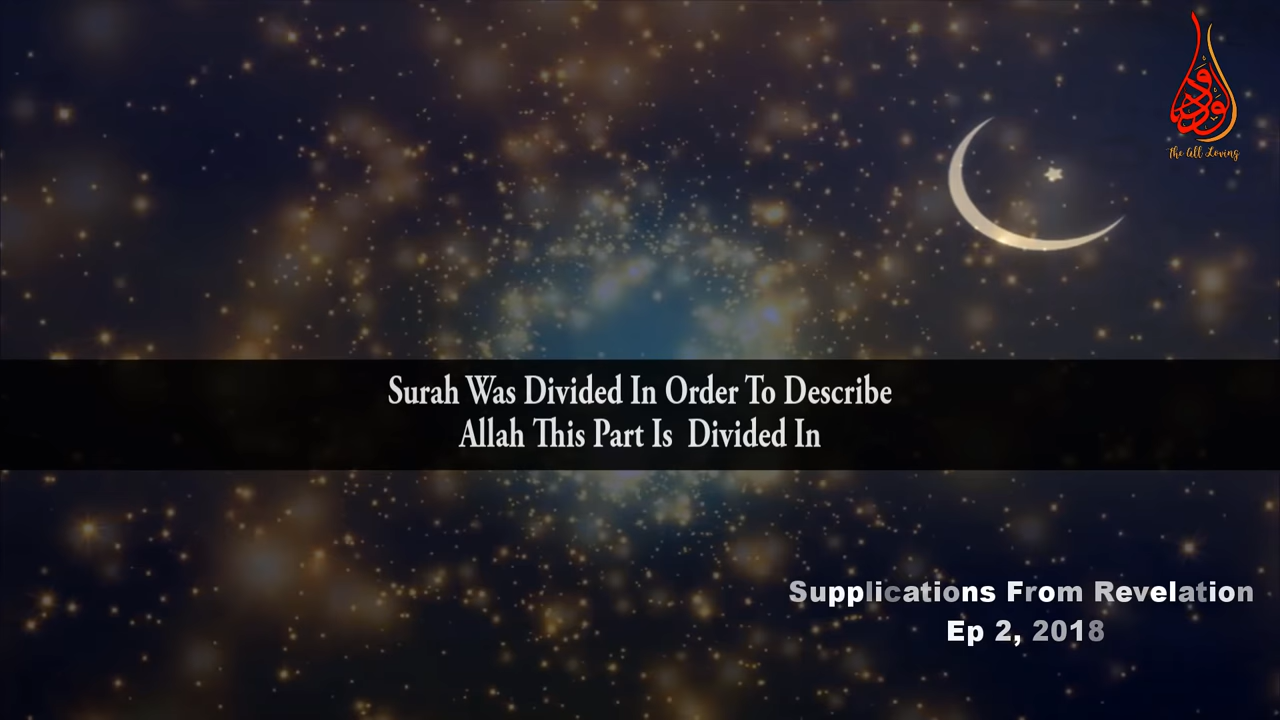 الودود
The All Loving
Surah Was Divided In Order To Describe
Allah This Part Is  Divided In
Supplications From Revelation
Ep 2, 2018